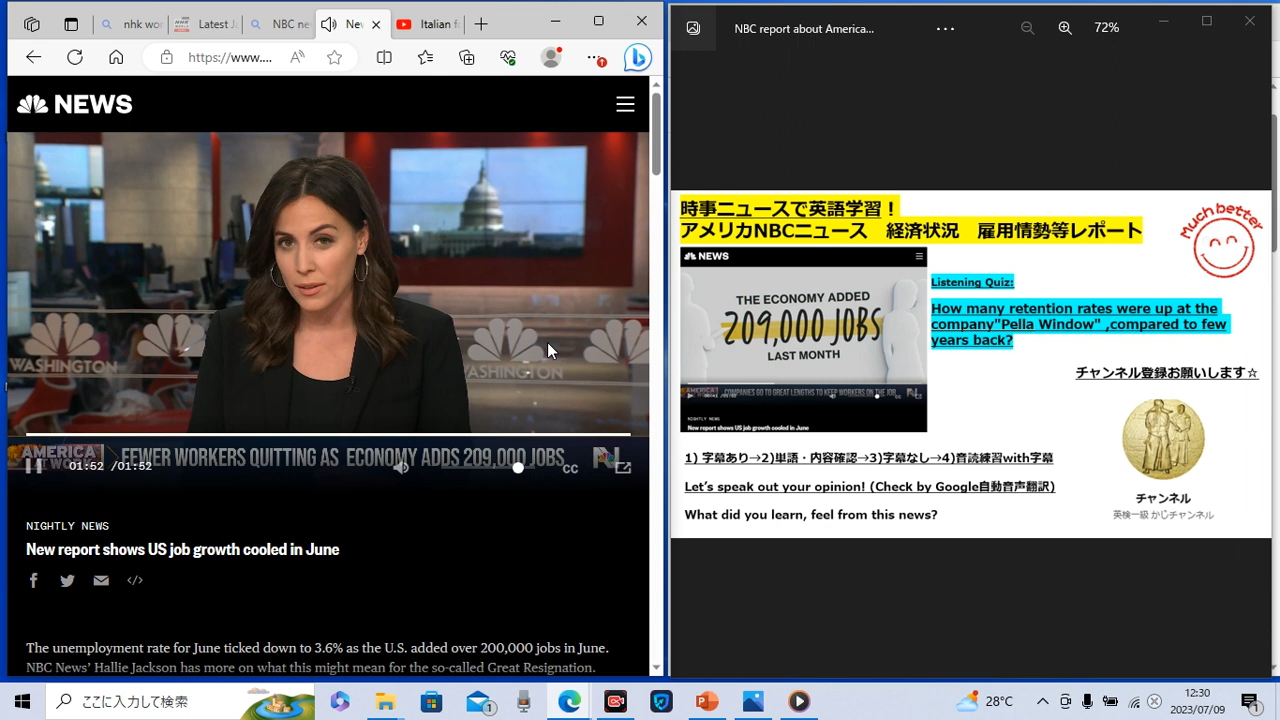 nhk wor
Latest J
NBC ne
Nev
Italian f
https://www....
NEWS
WASHINGTON
WASHINGTON
AMERICA
FEWER WORKERS QUITTING AS ECONOMY ADDS 209,000 JOBS
01:52 /01:52
CC
NIGHTLY NEWS
New report shows US job growth cooled in June
The unemployment rate for June ticked down to 3.6% as the U.S. added over 200,000 jobs in June.
NBC News' Hallie Jackson has more on what this might mean for the so-called Great Resignation.
NBC report about America...
72%
時事ニュースで英語学習！
アメリカNBCニュース 経済状況 雇用情勢等レポート
Much better
NEWS
THE ECONOMY ADDED
209,000 JOBS
LAST MONTH
COMPANIES GO TO GREAT LENGTHS TO KEEP WORKERS ON THE JOB
NIGHTLY NEWS
New report shows US job growth cooled in June
Listening Quiz:
How many retention rates were up at the
company"Pella Window" ,compared to few
years back?
チャンネル登録お願いします☆
1) 字幕あり→2)単語・内容確認→3)字幕なし→4)音読練習with字幕
Let's speak out your opinion! (Check by Google自動音声翻訳)
What did you learn, feel from this news?
チャンネル
英検一級 かじチャンネル
ここに入力して検索
1
28°C
12:30
2023/07/09
1